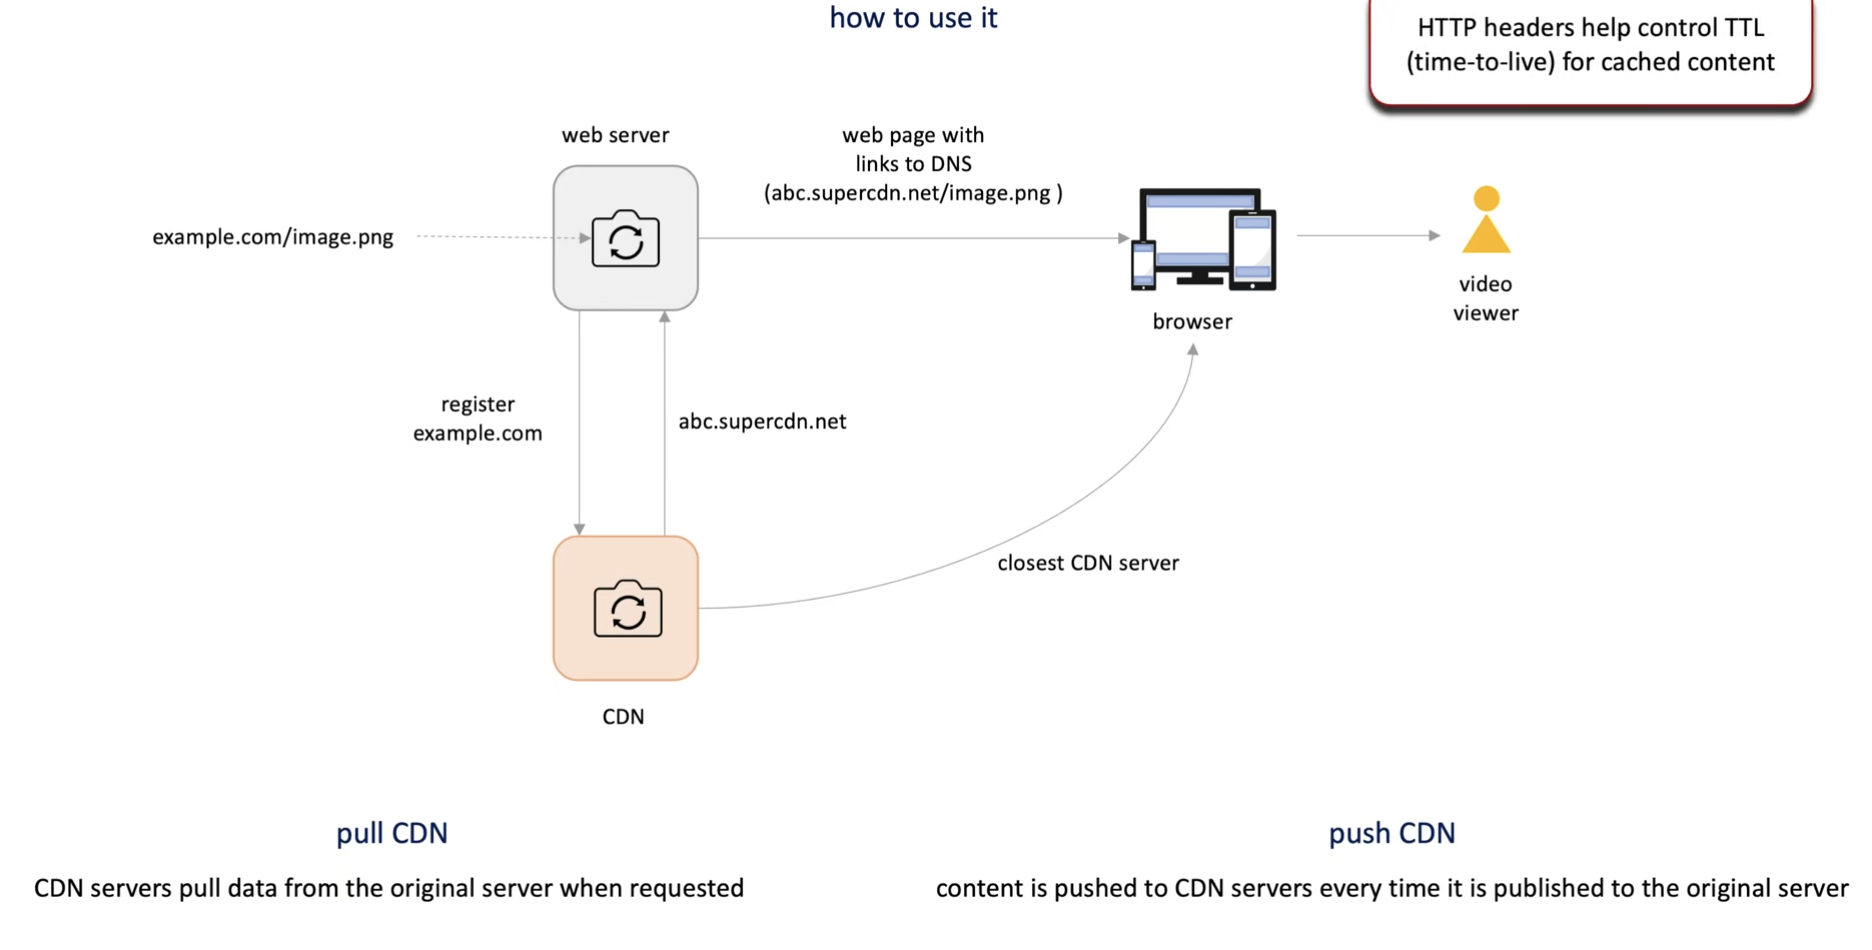 how to use it
HTTP headers help control TTL
(time-to-live) for cached content
web server
web page with
links to DNS
(abc.supercdn.net/image.png )
example.com/image.png
video
viewer
browser
register
example.com
abc.supercdn.net
closest CDN server
CDN
pull CDN
CDN servers pull data from the original server when requested
push CDN
content is pushed to CDN servers every time it is published to the original server